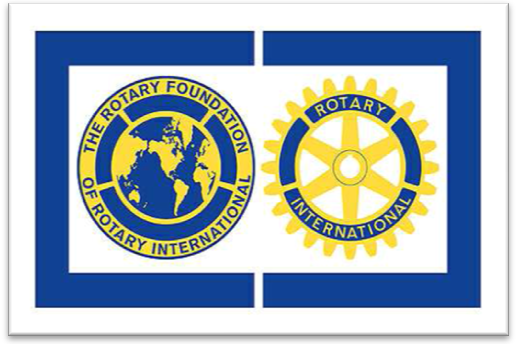 THE ROTARY FOUNDATION
OF ROTARY INTERNATIONAL
ROTARY
INTERNATIONAL